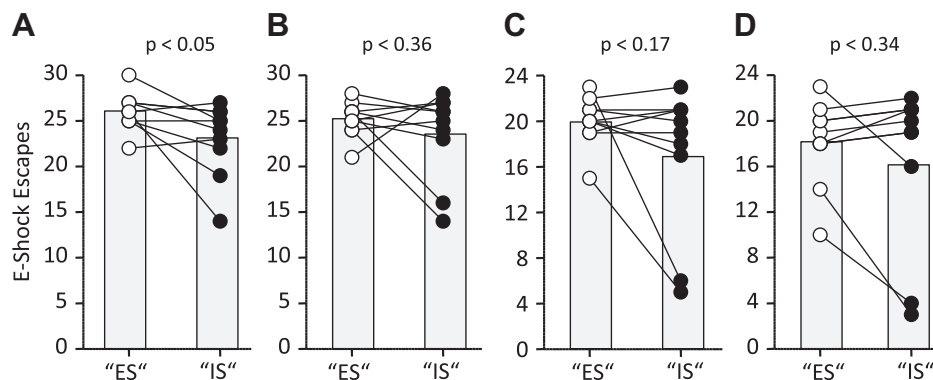 A B C D
p < 0.05 p < 0.36 p < 0.17 p < 0.34
E-Shock Escapes
30 30 24 24
25 25 20 20
20 20 16 16
15 15 12 12
10 10 8 8
5 5 4 4
0 0 0 0
“ES“ “IS“ “ES“ “IS“ “ES“ “IS“ “ES“ “IS“